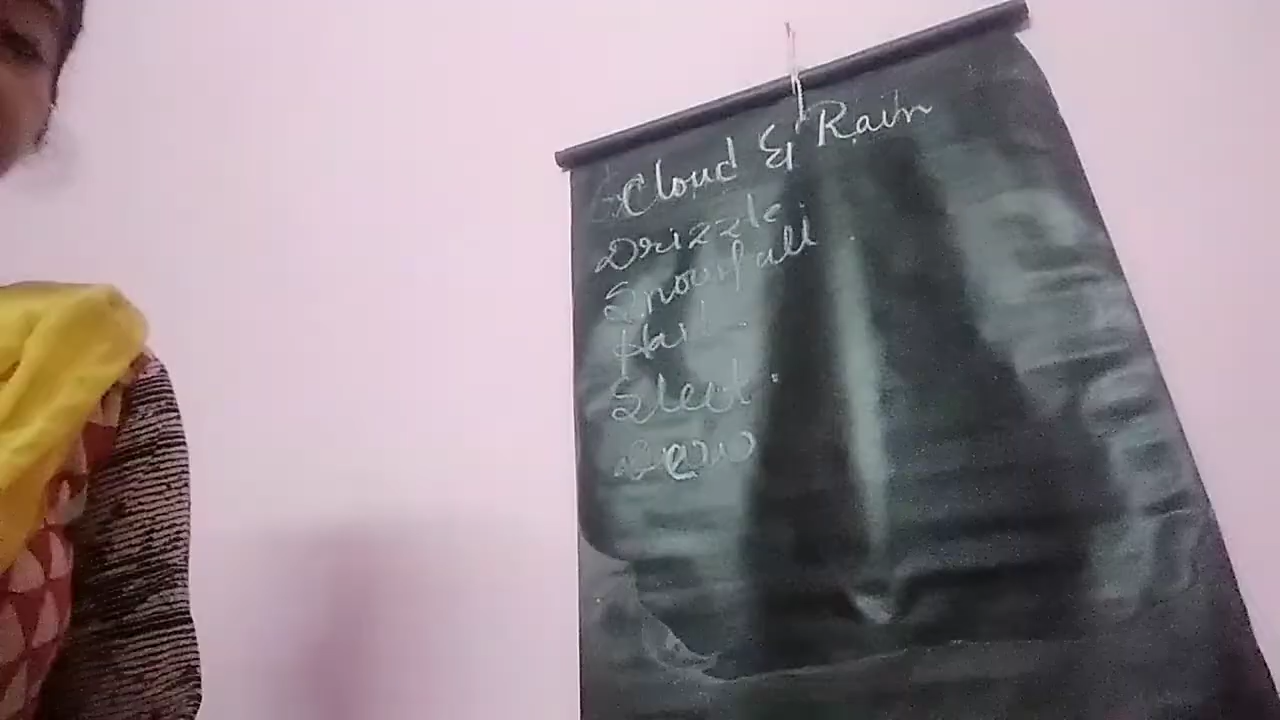 Cloud & Rain
Drizzle.
Snowfall.
Hail.
Sleet.
Dew